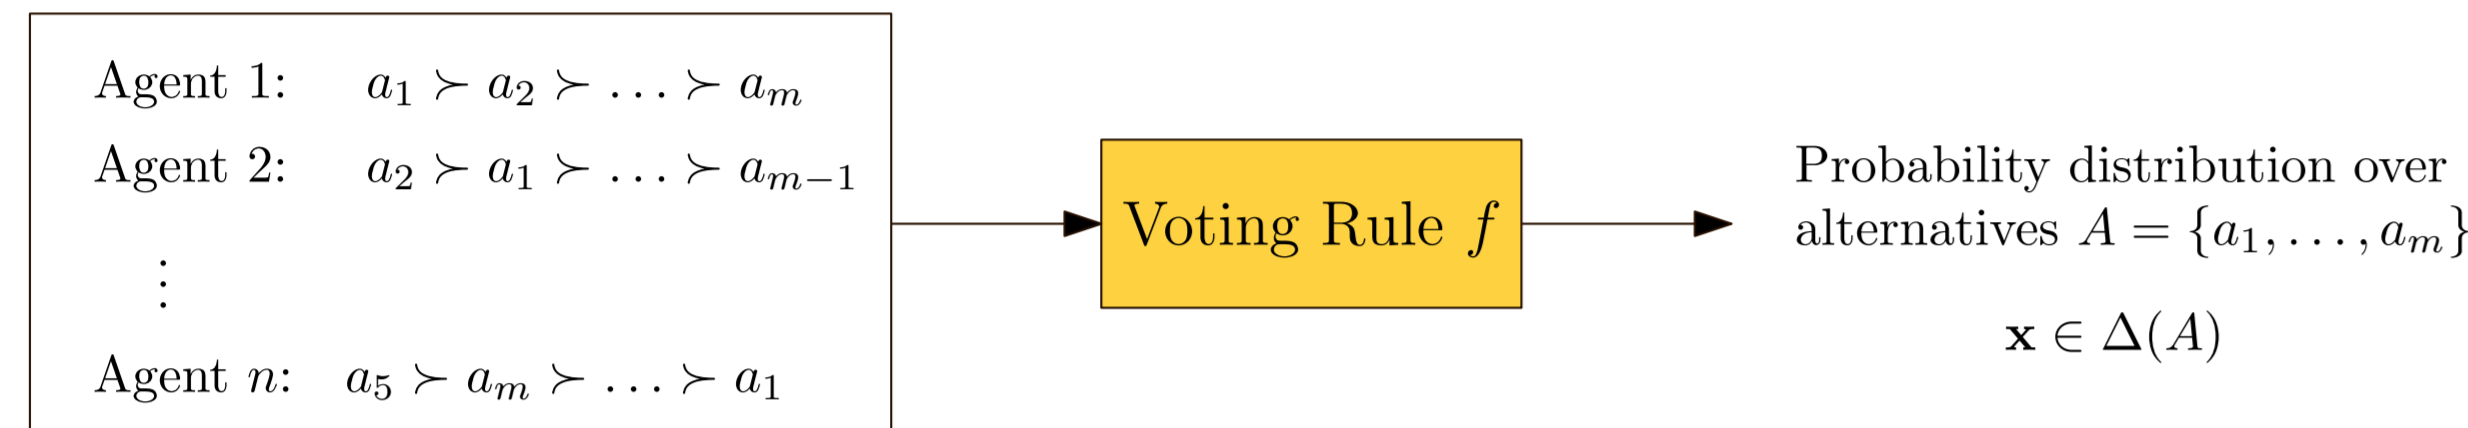 Agent 1: a₁ ≻ a₂ ≻ … ≻ aₘ
Agent 2: a₂ ≻ a₁ ≻ … ≻ aₘ₋₁
⋮
Agent n: a₅ ≻ aₘ ≻ … ≻ a₁
Voting Rule f
Probability distribution over
alternatives A = {a₁, …, aₘ}
x ∈ Δ(A)